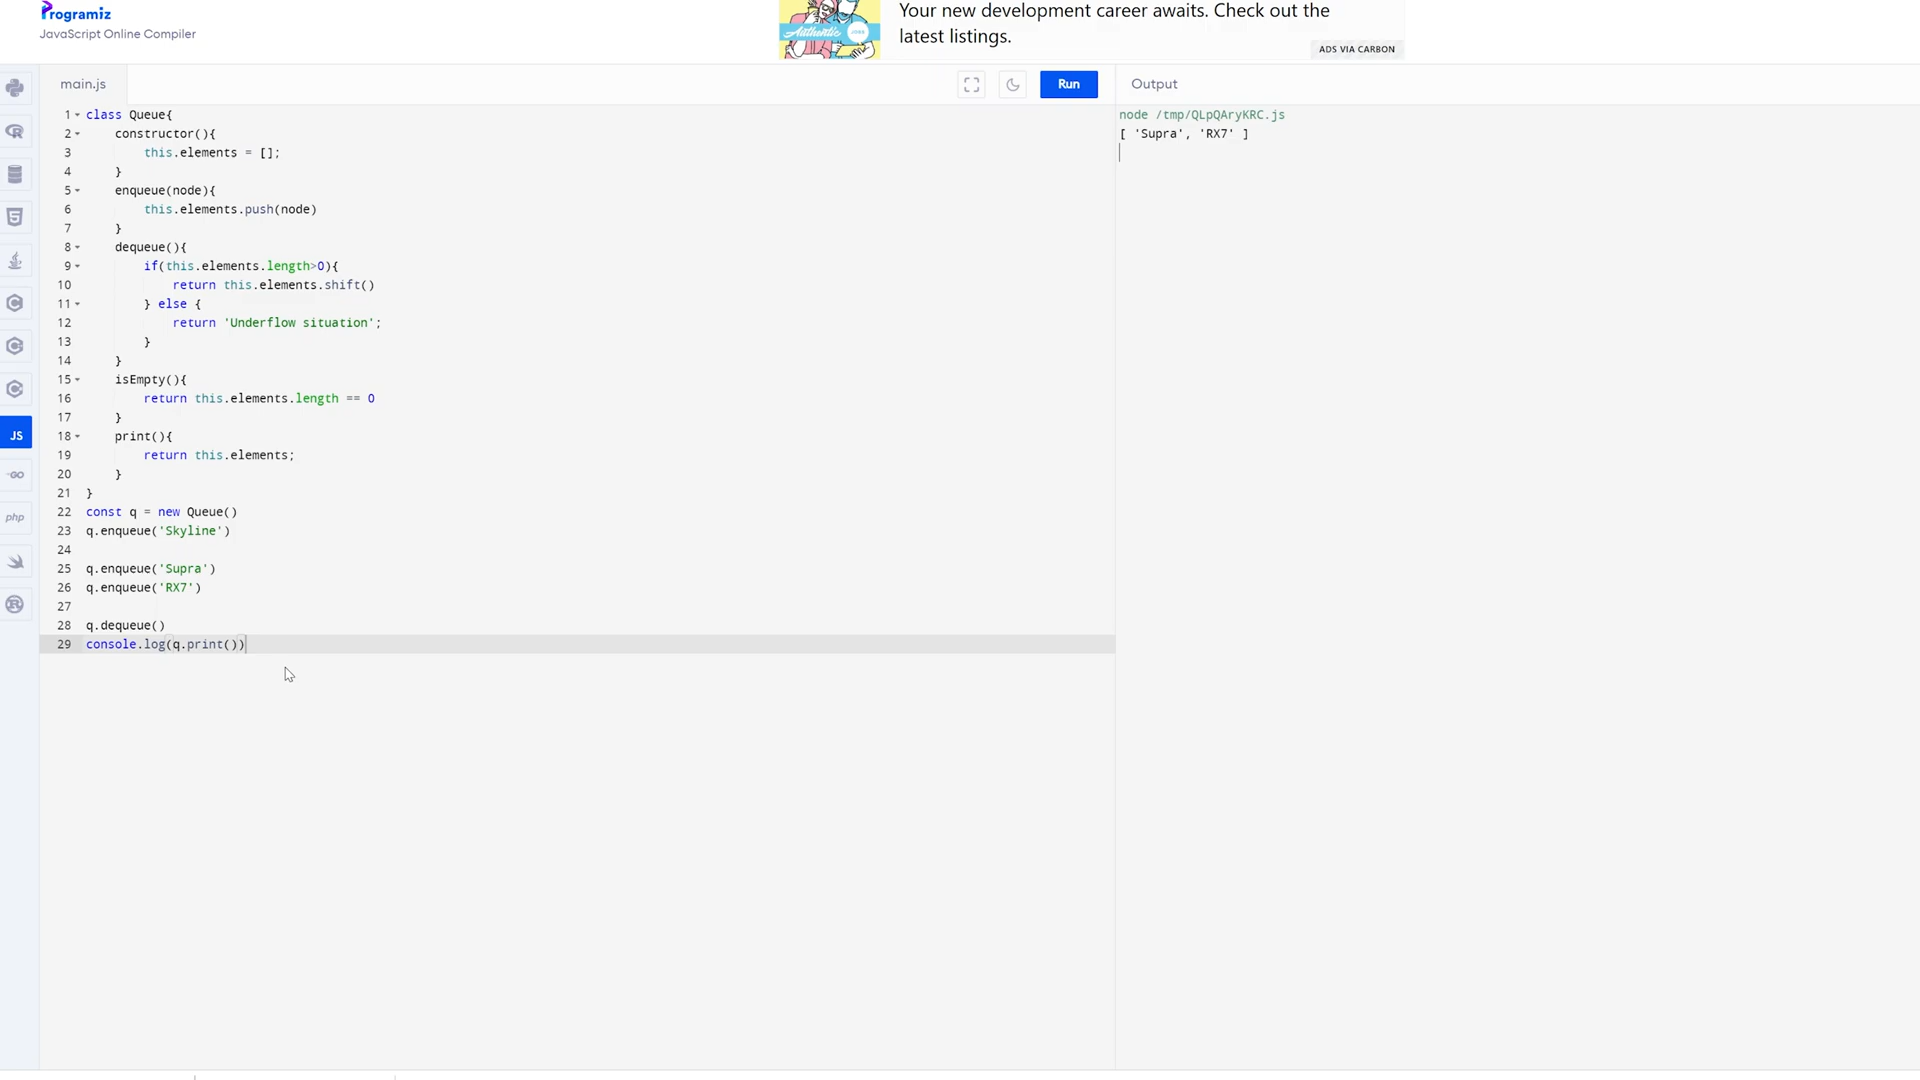 Programiz
JavaScript Online Compiler
Authentic JOBS
Your new development career awaits. Check out the
latest listings.
ADS VIA CARBON
main.js
Run
Output
1 class Queue{
2     constructor(){
3         this.elements = [];
4     }
5     enqueue(node){
6         this.elements.push(node)
7     }
8     dequeue(){
9         if(this.elements.length>0){
10             return this.elements.shift()
11         } else {
12             return 'Underflow situation';
13         }
14     }
15     isEmpty(){
16         return this.elements.length == 0
17     }
18     print(){
19         return this.elements;
20     }
21 }
22 const q = new Queue()
23 q.enqueue('Skyline')
24
25 q.enqueue('Supra')
26 q.enqueue('RX7')
27
28 q.dequeue()
29 console.log(q.print())
node /tmp/QLpQAryKRC.js
[ 'Supra', 'RX7' ]
R
5
C
C
C
JS
GO
php
R